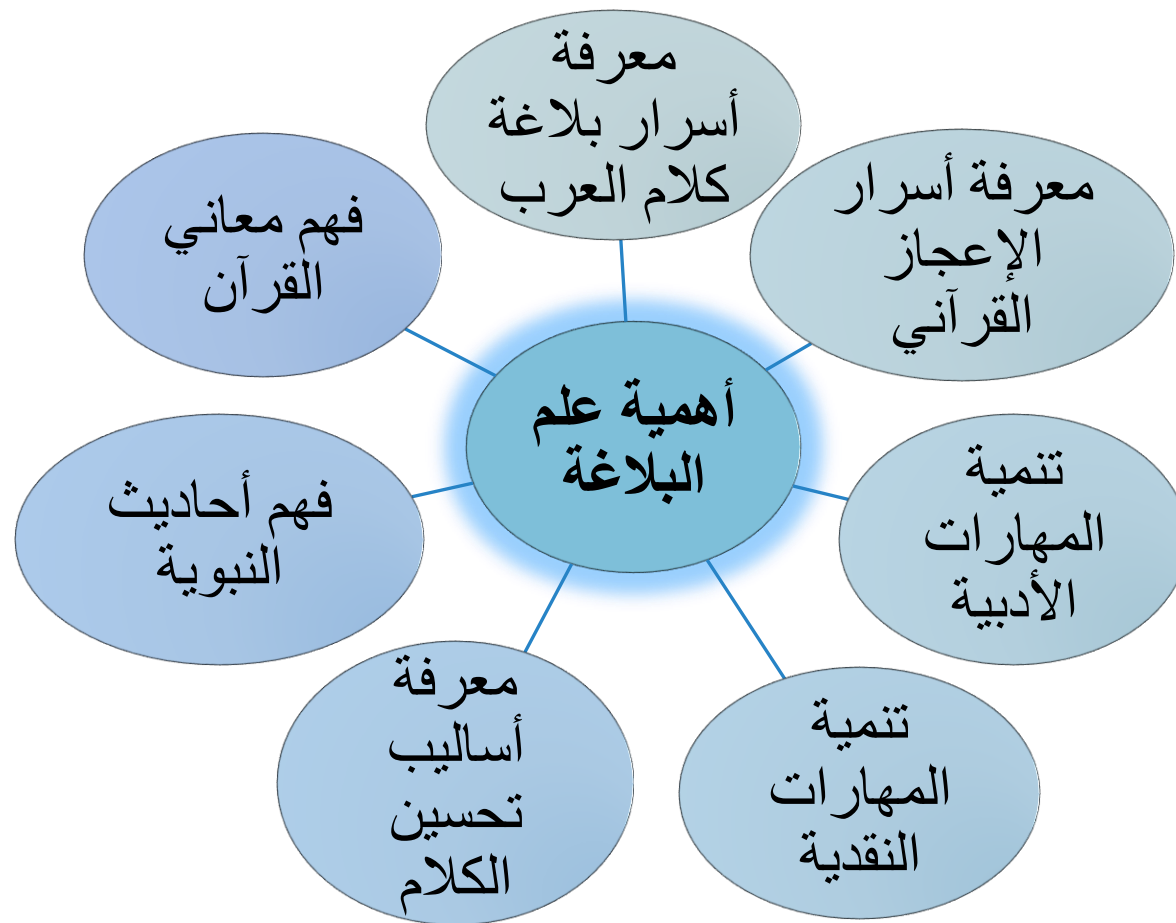 معرفة
أسرار بلاغة
كلام العرب
معرفة أسرار
الإعجاز
القرآني
تنمية
المهارات
الأدبية
تنمية
المهارات
النقدية
معرفة
أساليب
تحسين
الكلام
فهم أحاديث
النبوية
فهم معاني
القرآن
أهمية علم
البلاغة